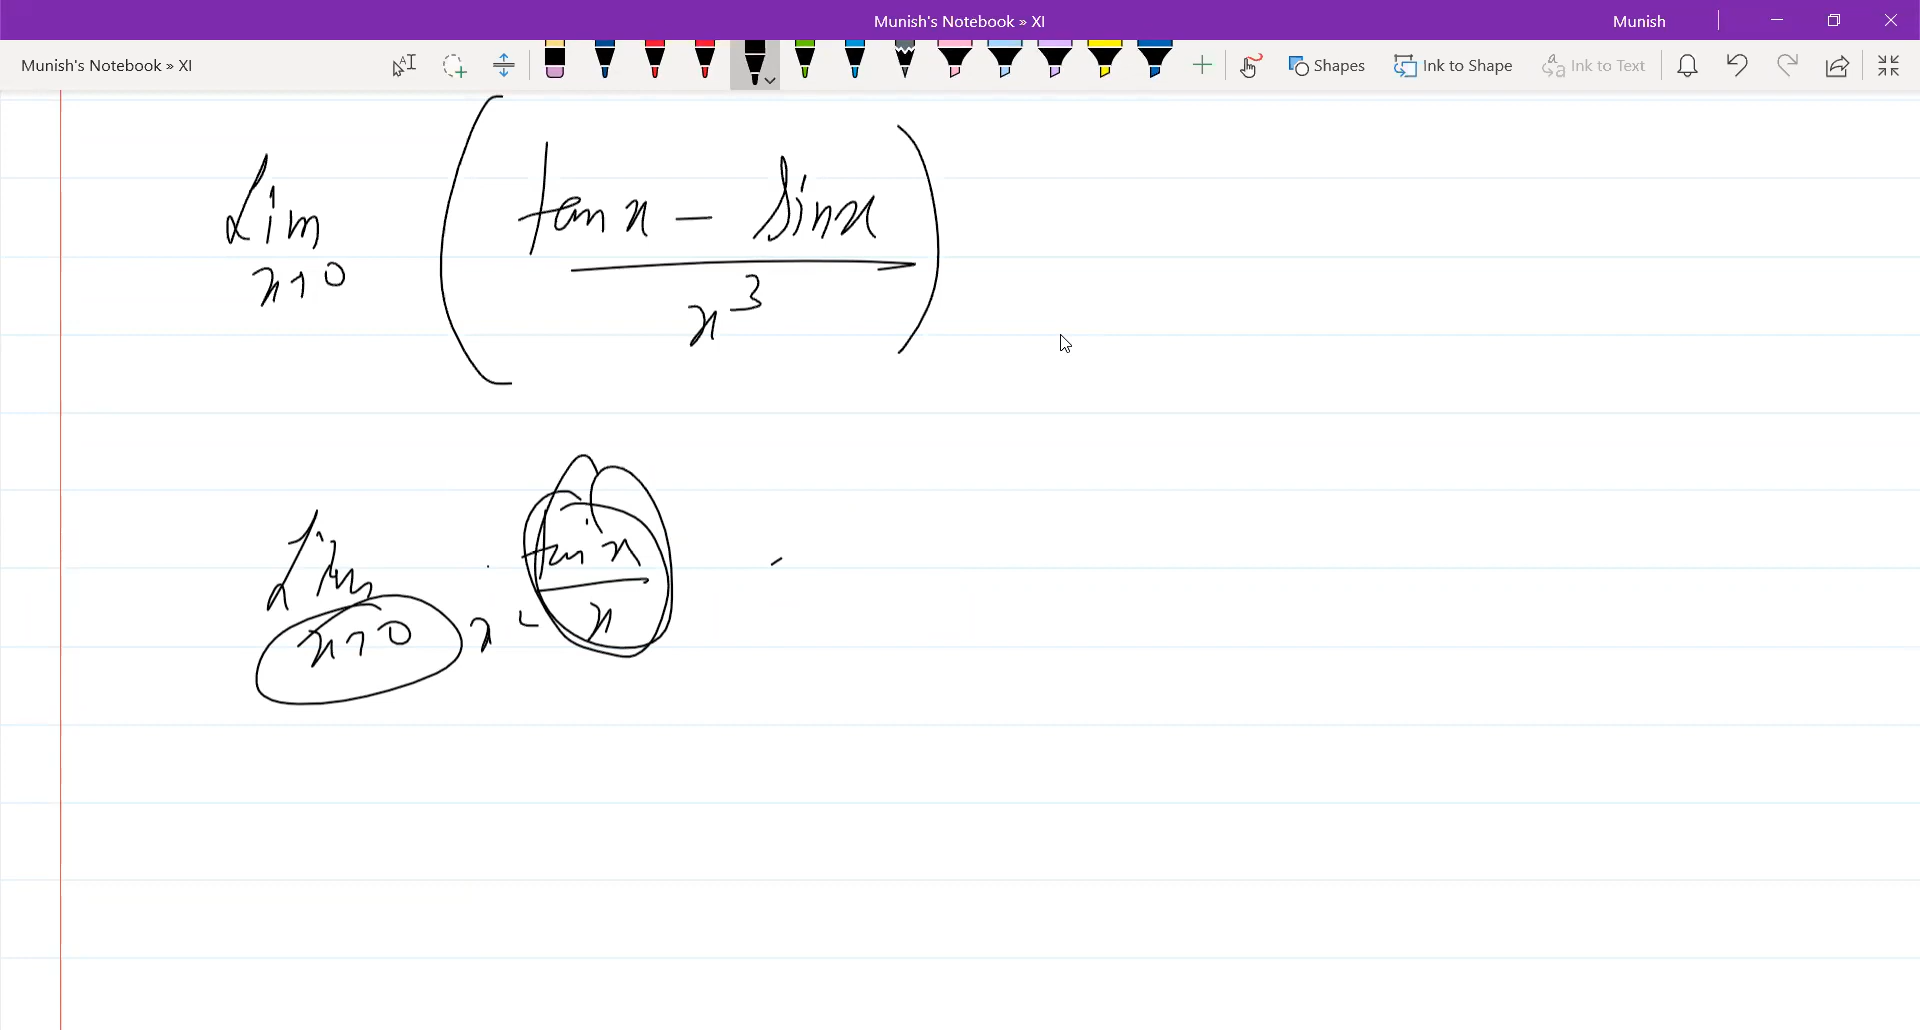 Munish's Notebook » XI
Munish
Munish's Notebook » XI
Shapes
Ink to Shape
Ink to Text
Lim (tan x - sin x)
x→0 x³
Lim tan x
x→0 x